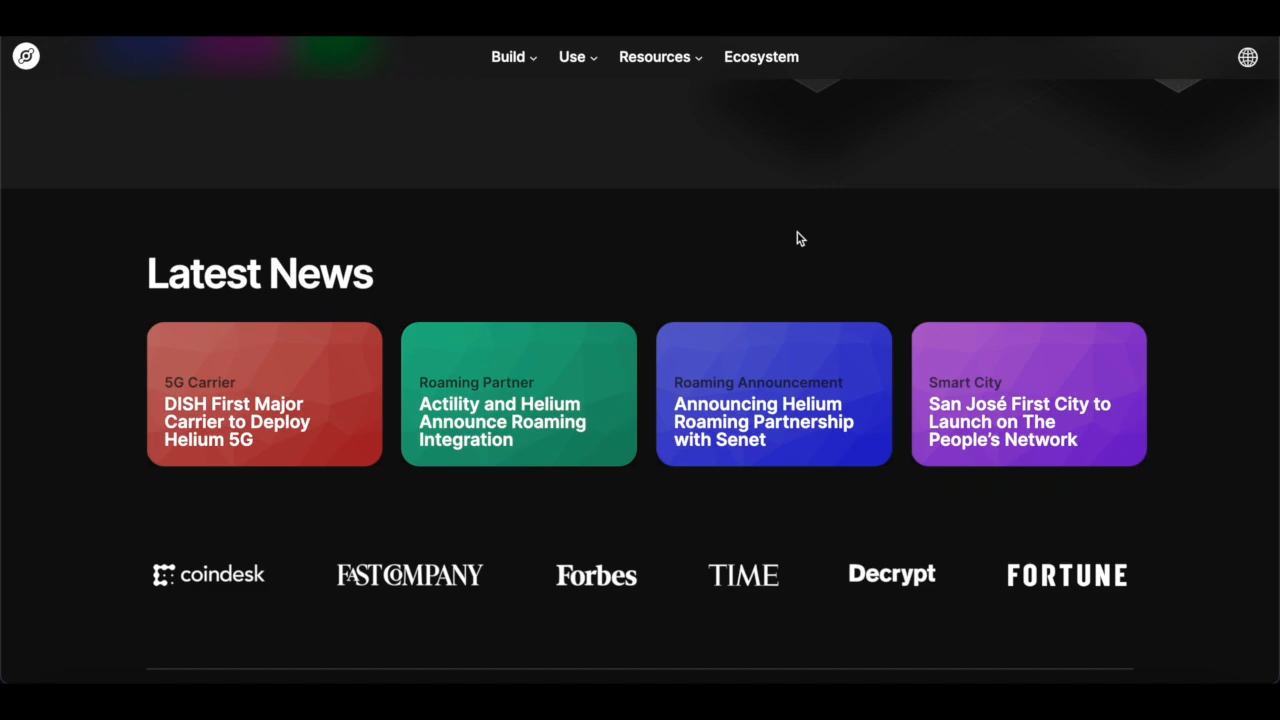 Build Use Resources Ecosystem
Latest News
5G Carrier
DISH First Major
Carrier to Deploy
Helium 5G
Roaming Partner
Actility and Helium
Announce Roaming
Integration
Roaming Announcement
Announcing Helium
Roaming Partnership
with Senet
Smart City
San José First City to
Launch on The
People's Network
coindesk FAST COMPANY Forbes TIME Decrypt FORTUNE